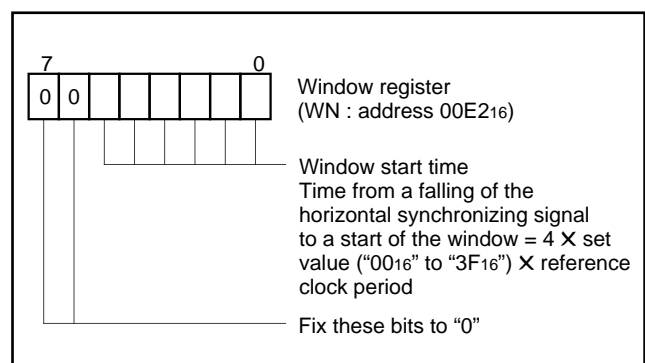 7 0
0 0
Window register
(WN : address 00E216)
Window start time
Time from a falling of the
horizontal synchronizing signal
to a start of the window = 4 ✕ set
value (“0016” to “3F16”) ✕ reference
clock period
Fix these bits to “0”